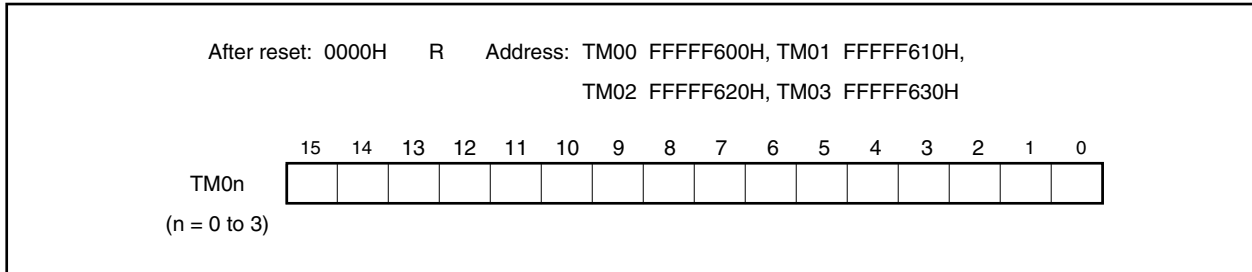 After reset: 0000H R Address: TM00 FFFFF600H, TM01 FFFFF610H,
TM02 FFFFF620H, TM03 FFFFF630H
15 14 13 12 11 10 9 8 7 6 5 4 3 2 1 0
TM0n
(n = 0 to 3)